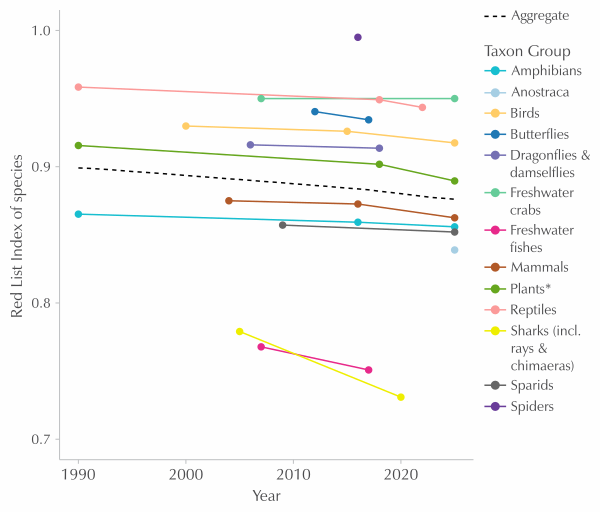 Red List Index of species
1.0
0.9
0.8
0.7
1990
2000
2010
2020
Year
Aggregate
Taxon Group
Amphibians
Anostraca
Birds
Butterflies
Dragonflies &
damselflies
Freshwater
crabs
Freshwater
fishes
Mammals
Plants*
Reptiles
Sharks (incl.
rays &
chimaeras)
Sparids
Spiders